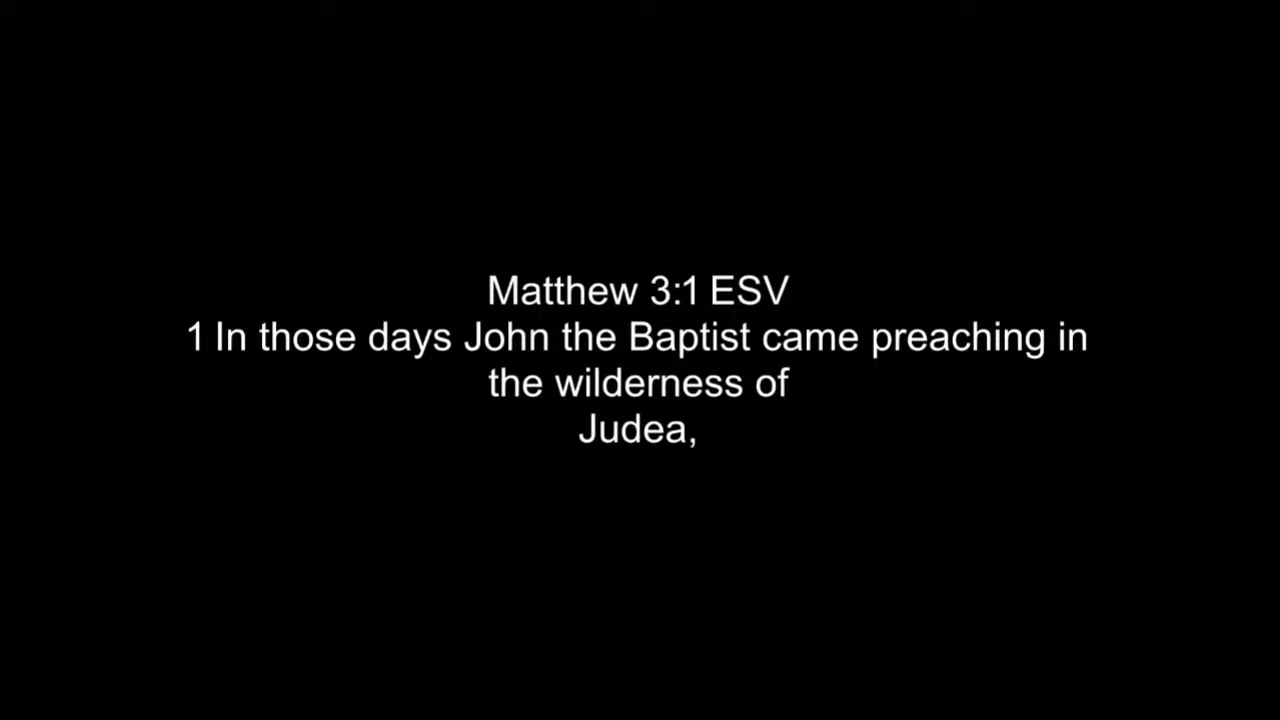 Matthew 3:1 ESV
1 In those days John the Baptist came preaching in
the wilderness of
Judea,